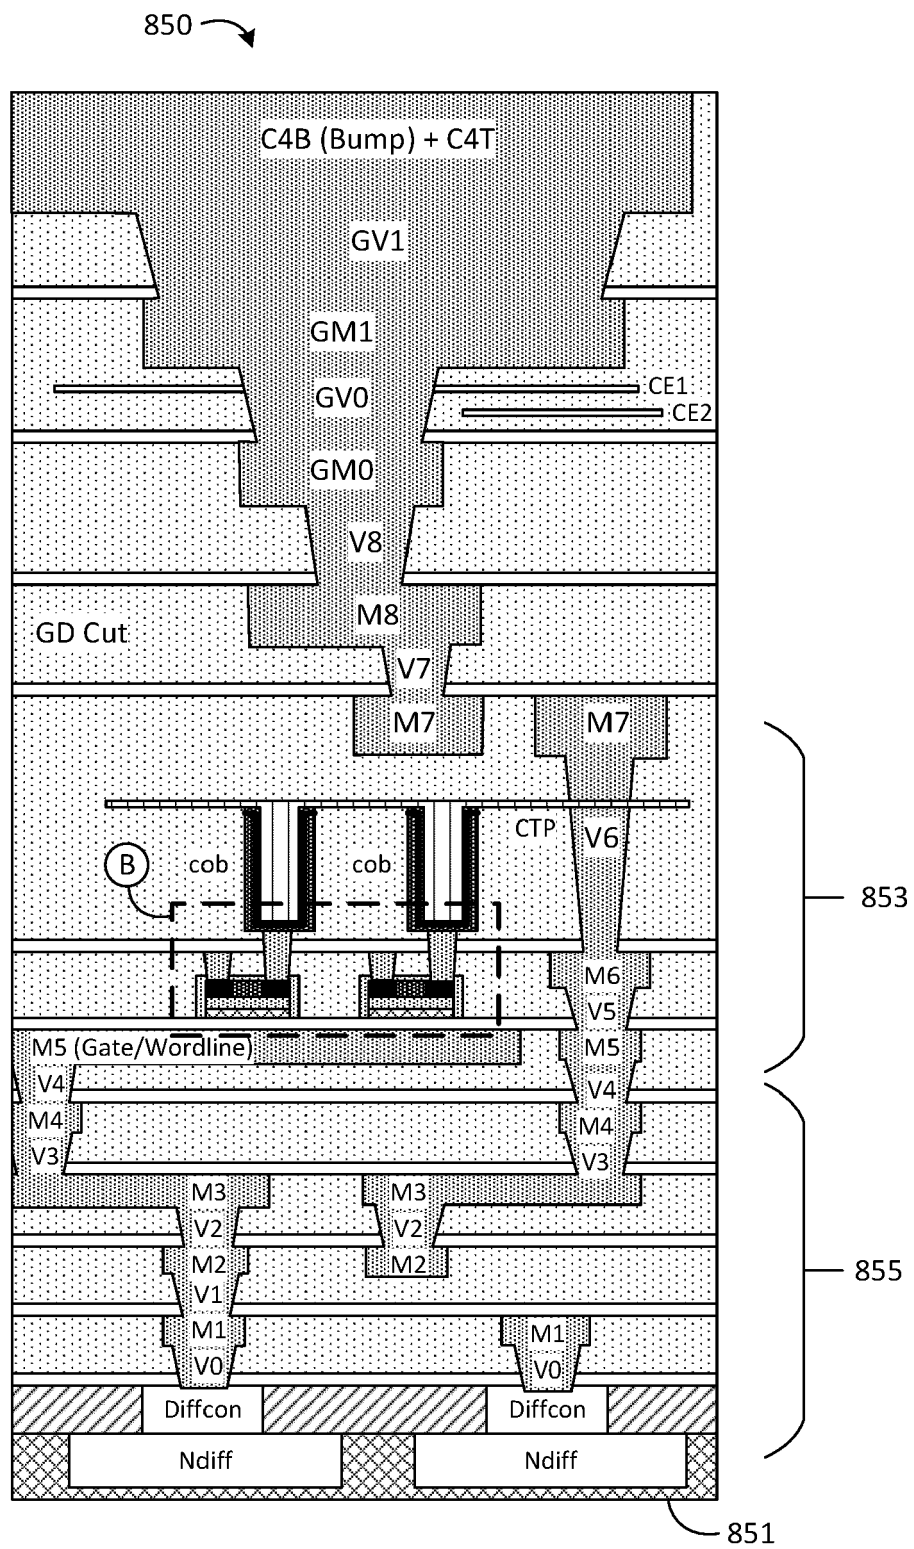 850
C4B (Bump) + C4T
GV1
GM1
CE1
GV0
CE2
GM0
V8
M8
GD Cut
V7
M7 M7
CTP V6
B cob cob
853
M6
V5
M5 (Gate/Wordline) M5
V4 V4
M4 M4
V3 V3
M3 M3
V2 V2
M2 M2
855
V1
M1 M1
V0 V0
Diffcon Diffcon
Ndiff Ndiff
851